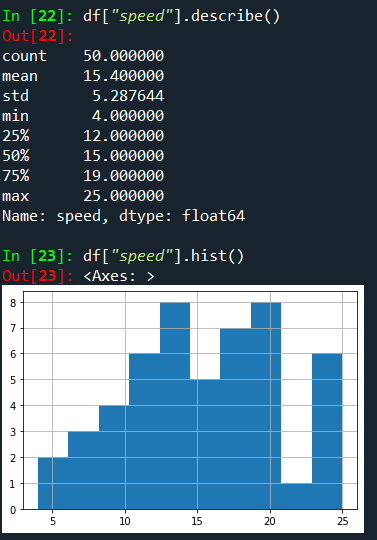 In [22]: df["speed"].describe()
Out[22]:
count    50.000000
mean     15.400000
std       5.287644
min       4.000000
25%      12.000000
50%      15.000000
75%      19.000000
max      25.000000
Name: speed, dtype: float64
In [23]: df["speed"].hist()
Out[23]: <Axes: >
8
7
6
5
4
3
2
1
0
5 10 15 20 25